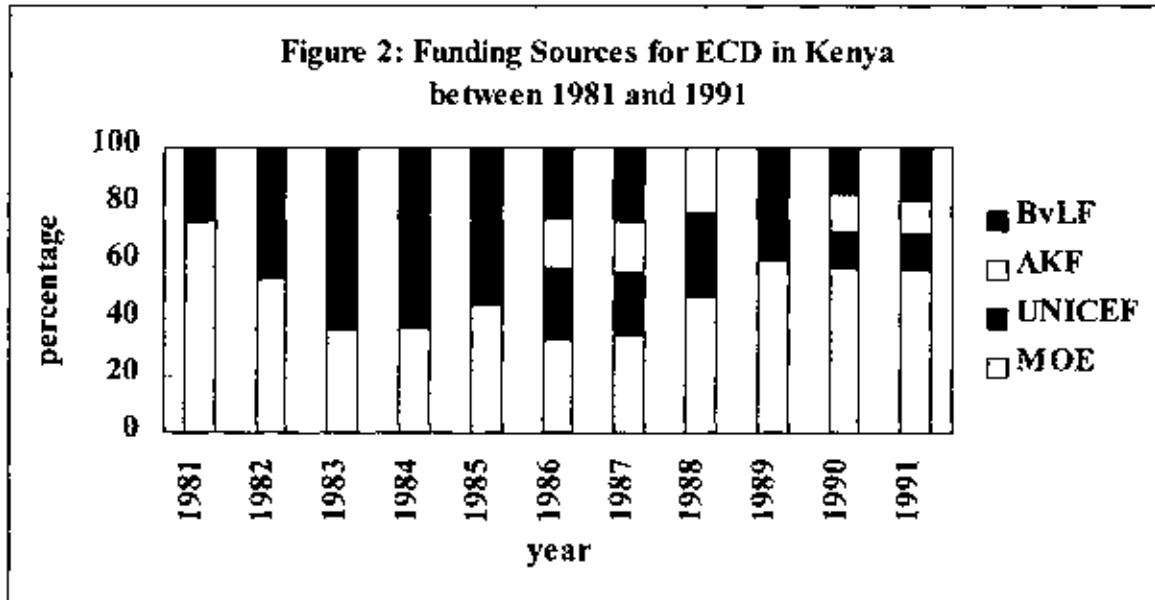 Figure 2: Funding Sources for ECD in Kenya
between 1981 and 1991
percentage
100
80
60
40
20
0
1981
1982
1983
1984
1985
1986
1987
1988
1989
1990
1991
year
BvLF
AKF
UNICEF
MOE